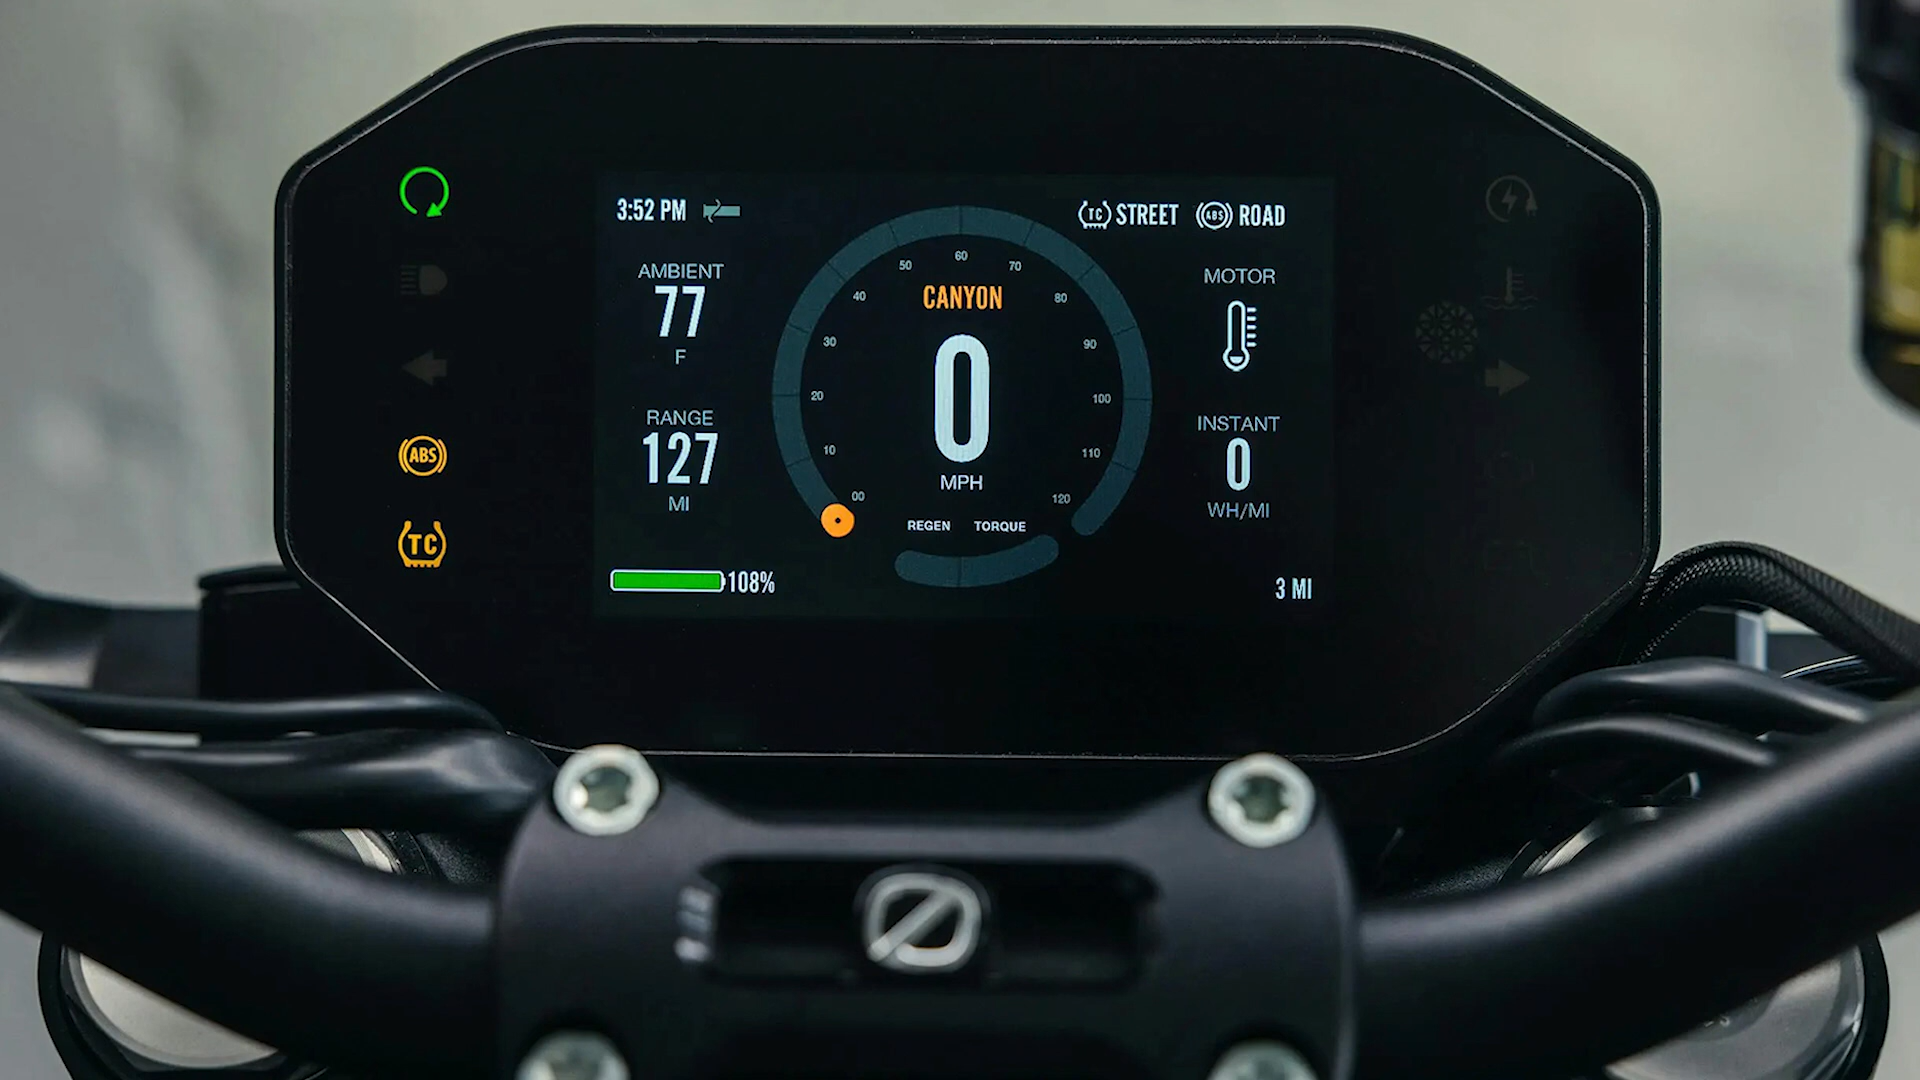 3:52 PM
TC STREET
ABS ROAD
AMBIENT
77
F
RANGE
127
MI
108%
60
50
70
CANYON
40
80
30
90
20
100
10
110
00
120
0
MPH
REGEN TORQUE
MOTOR
INSTANT
0
WH/MI
3 MI
ABS
TC